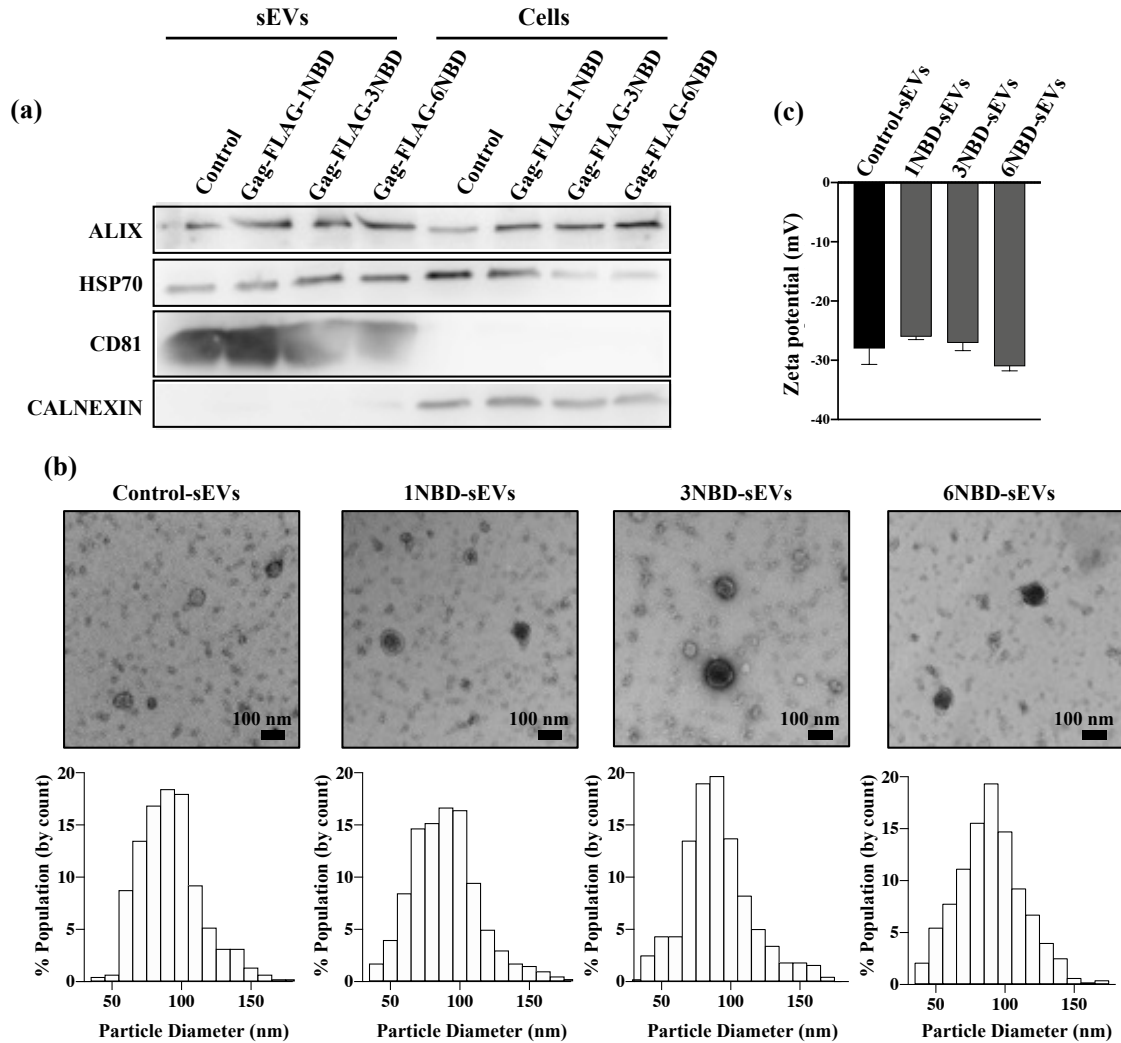 sEVs
Cells
(a)
Control
Gag-FLAG-1NBD
Gag-FLAG-3NBD
Gag-FLAG-6NBD
Control
Gag-FLAG-1NBD
Gag-FLAG-3NBD
Gag-FLAG-6NBD
ALIX
HSP70
CD81
CALNEXIN
(c)
Control-sEVs
1NBD-sEVs
3NBD-sEVs
6NBD-sEVs
Zeta potential (mV)
0
-10
-20
-30
-40
(b)
Control-sEVs
1NBD-sEVs
3NBD-sEVs
6NBD-sEVs
100 nm
100 nm
100 nm
100 nm
% Population (by count)
20
15
10
5
0
50
100
150
Particle Diameter (nm)
% Population (by count)
20
15
10
5
0
50
100
150
Particle Diameter (nm)
% Population (by count)
20
15
10
5
0
50
100
150
Particle Diameter (nm)
% Population (by count)
20
15
10
5
0
50
100
150
Particle Diameter (nm)